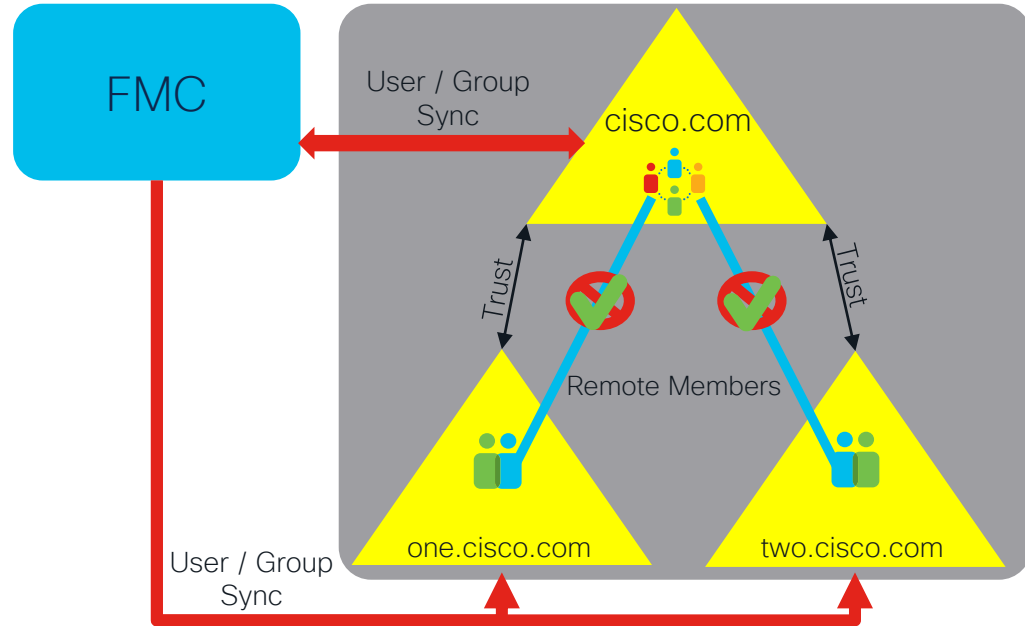 FMC
User / Group
Sync
cisco.com
Trust
Trust
Remote Members
one.cisco.com
two.cisco.com
User / Group
Sync